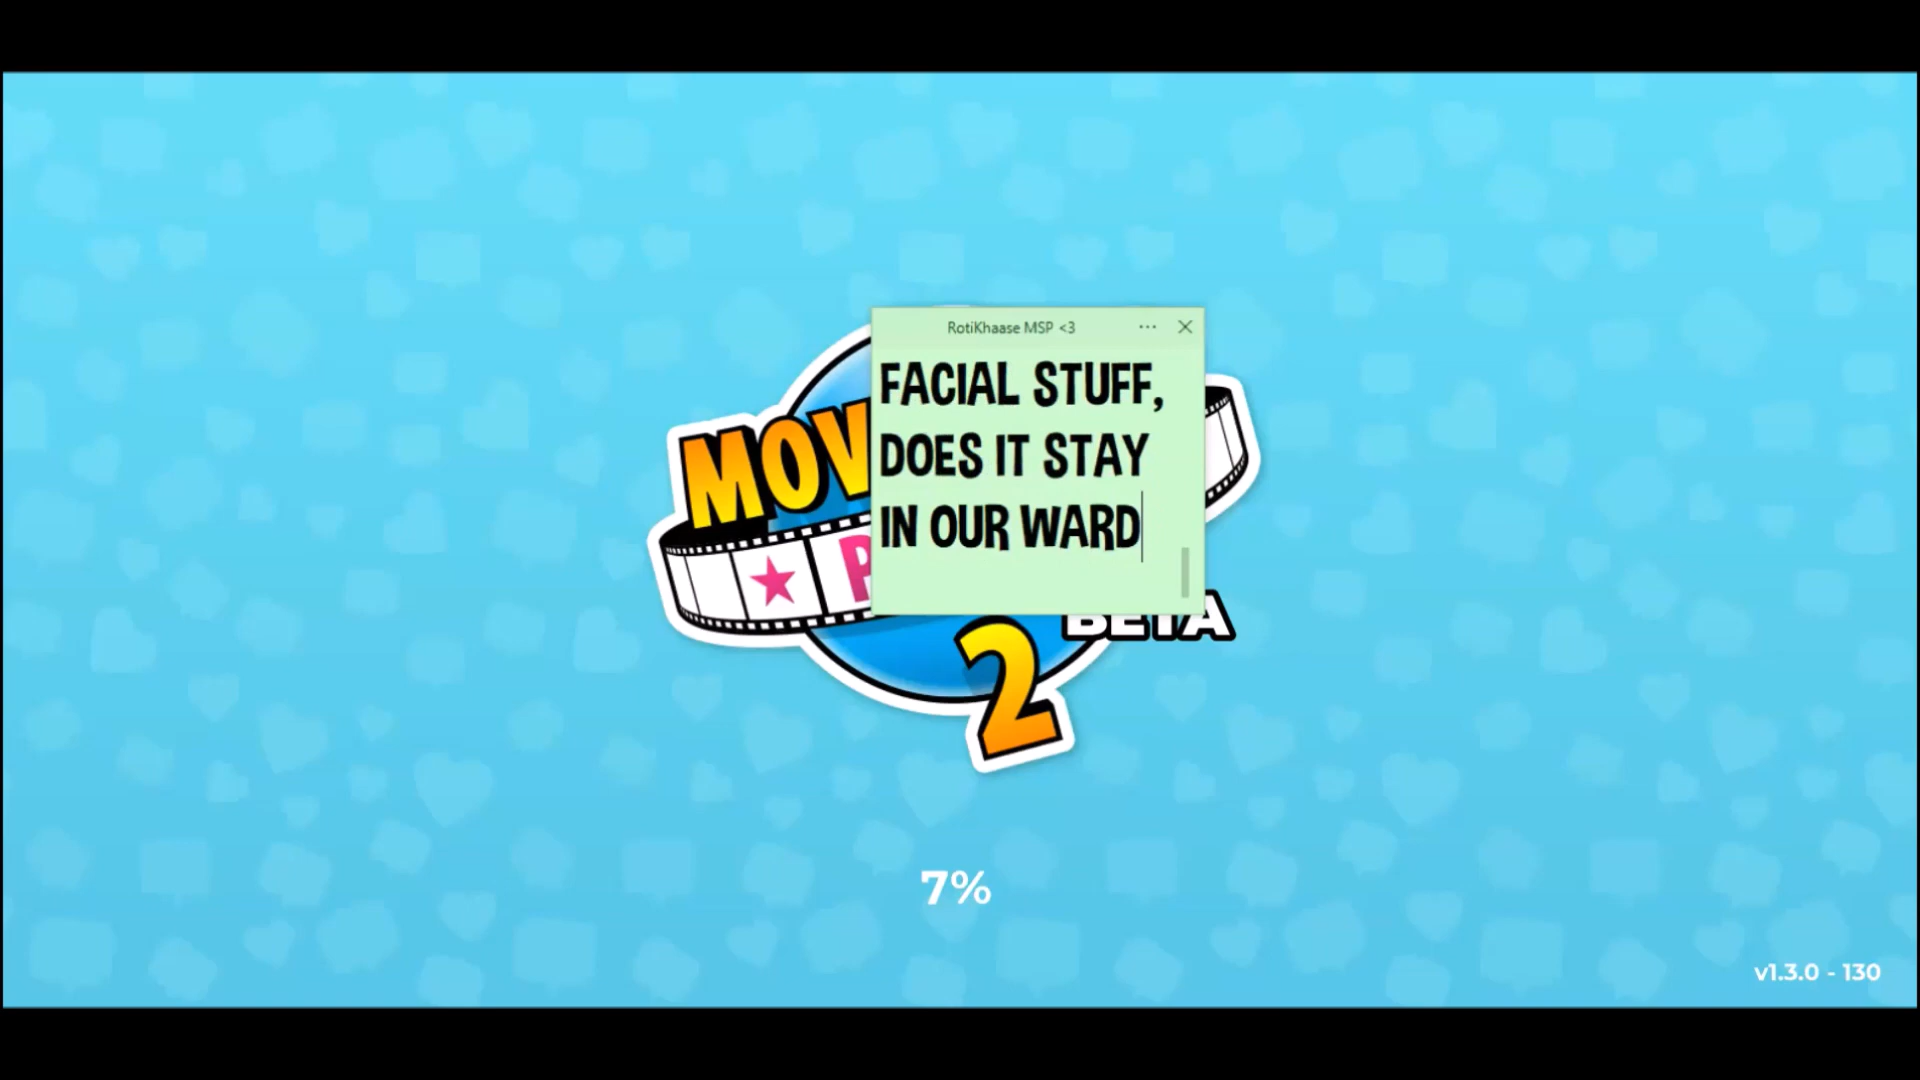 RotiKhaase MSP <3
FACIAL STUFF,
DOES IT STAY
IN OUR WARD
MOV
P
BETA
2
7%
v1.3.0 - 130